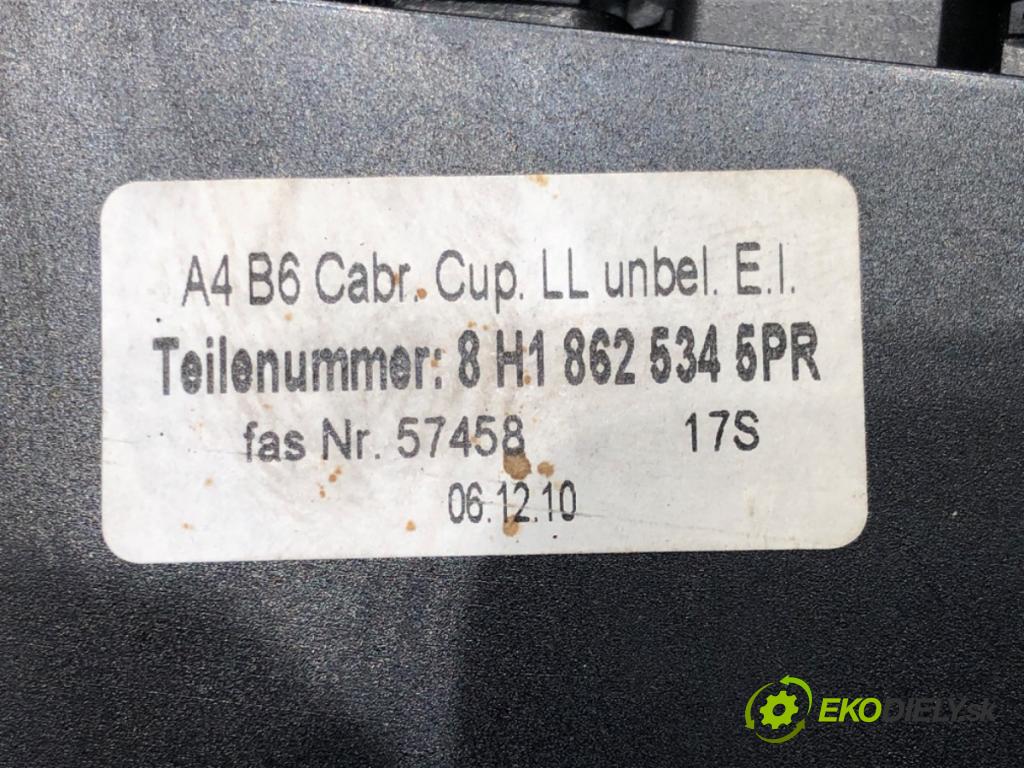 A4 B6 Cabr. Cup. LL unbel. E.I.
Teilenummer: 8 H1 862 534 5PR
fas Nr. 57458 17S
06.12.10
EKODIELY.sk